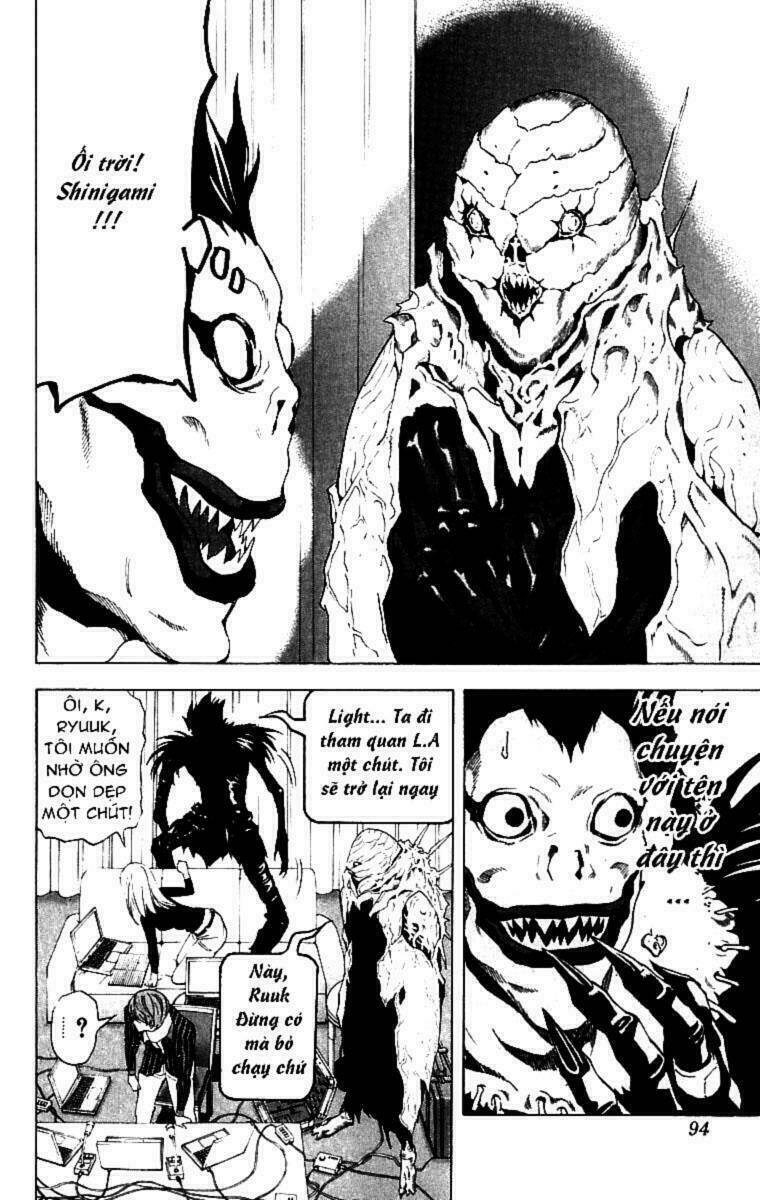 Ối trời!
Shinigami
!!!
Nếu nói
chuyện
với tên
này ở
đây thì
...
Light... Ta đi
tham quan L.A
một chút. Tôi
sẽ trở lại ngay
ÔI, K,
RYUUK,
TÔI MUỐN
NHỜ ÔNG
DỌN DẸP
MỘT CHÚT!
Này,
Ruuk
Đừng có
mà bỏ
chạy chứ
...... ?
94